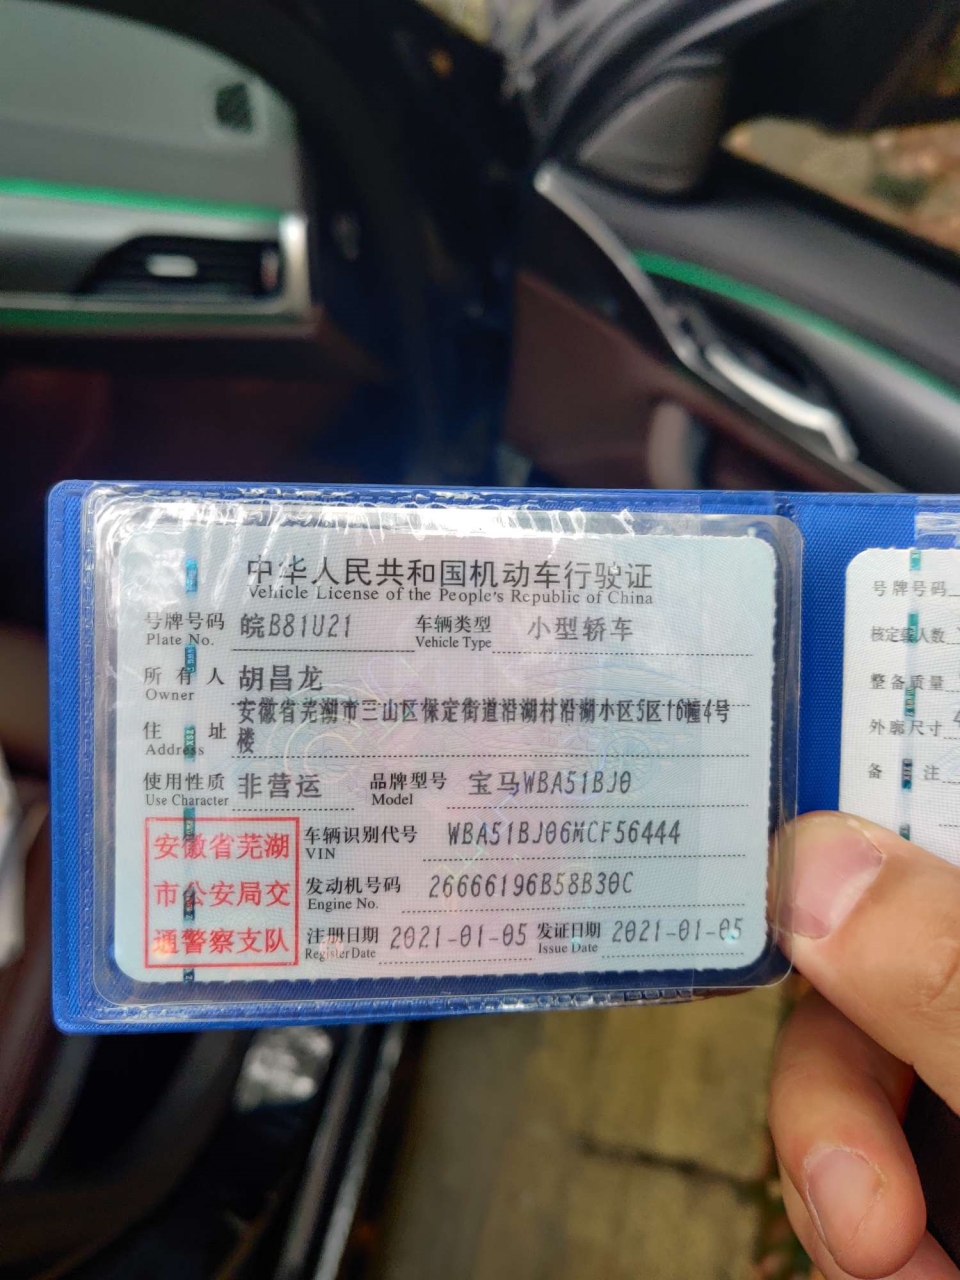 中华人民共和国机动车行驶证
Vehicle License of the People's Republic of China
号牌号码 皖B81U21 车辆类型 小型轿车
Plate No. Vehicle Type
所有人 胡昌龙
Owner
住址 安徽省芜湖市三山区保定街道沿湖村沿湖小区5区16幢4号
Address 楼
使用性质 非营运 品牌型号 宝马WBA51BJ0
Use Character Model
安徽省芜湖
市公安局交
通警察支队
车辆识别代号 WBA51BJ06MCF56444
VIN
发动机号码 26666196B58B30C
Engine No.
注册日期 2021-01-05 发证日期 2021-01-05
Register Date Issue Date
号牌号码
核定载人数
整备质量
外廓尺寸 4
备注